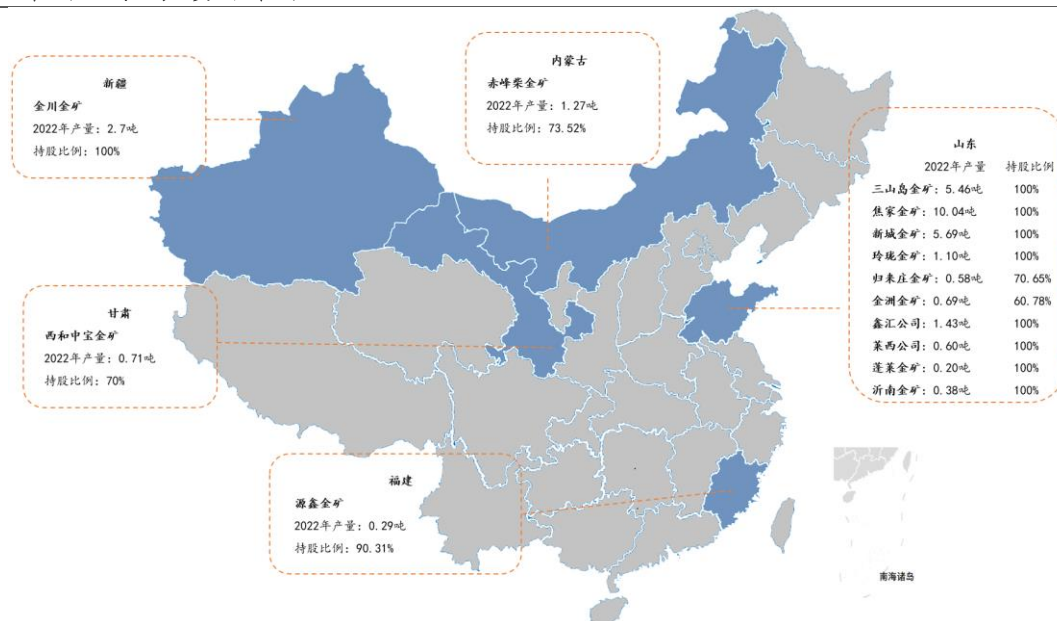 新疆
金川金矿
2022年产量：2.7吨
持股比例：100%
内蒙古
赤峰柴金矿
2022年产量：1.27吨
持股比例：73.52%
山东
2022年产量 持股比例
三山岛金矿：5.46吨 100%
焦家金矿：10.04吨 100%
新城金矿：5.69吨 100%
玲珑金矿：1.10吨 100%
归来庄金矿：0.58吨 70.65%
金洲金矿：0.69吨 60.78%
鑫汇公司：1.43吨 100%
莱西公司：0.60吨 100%
蓬莱金矿：0.20吨 100%
沂南金矿：0.38吨 100%
甘肃
西和中宝金矿
2022年产量：0.71吨
持股比例：70%
福建
源鑫金矿
2022年产量：0.29吨
持股比例：90.31%
南海诸岛